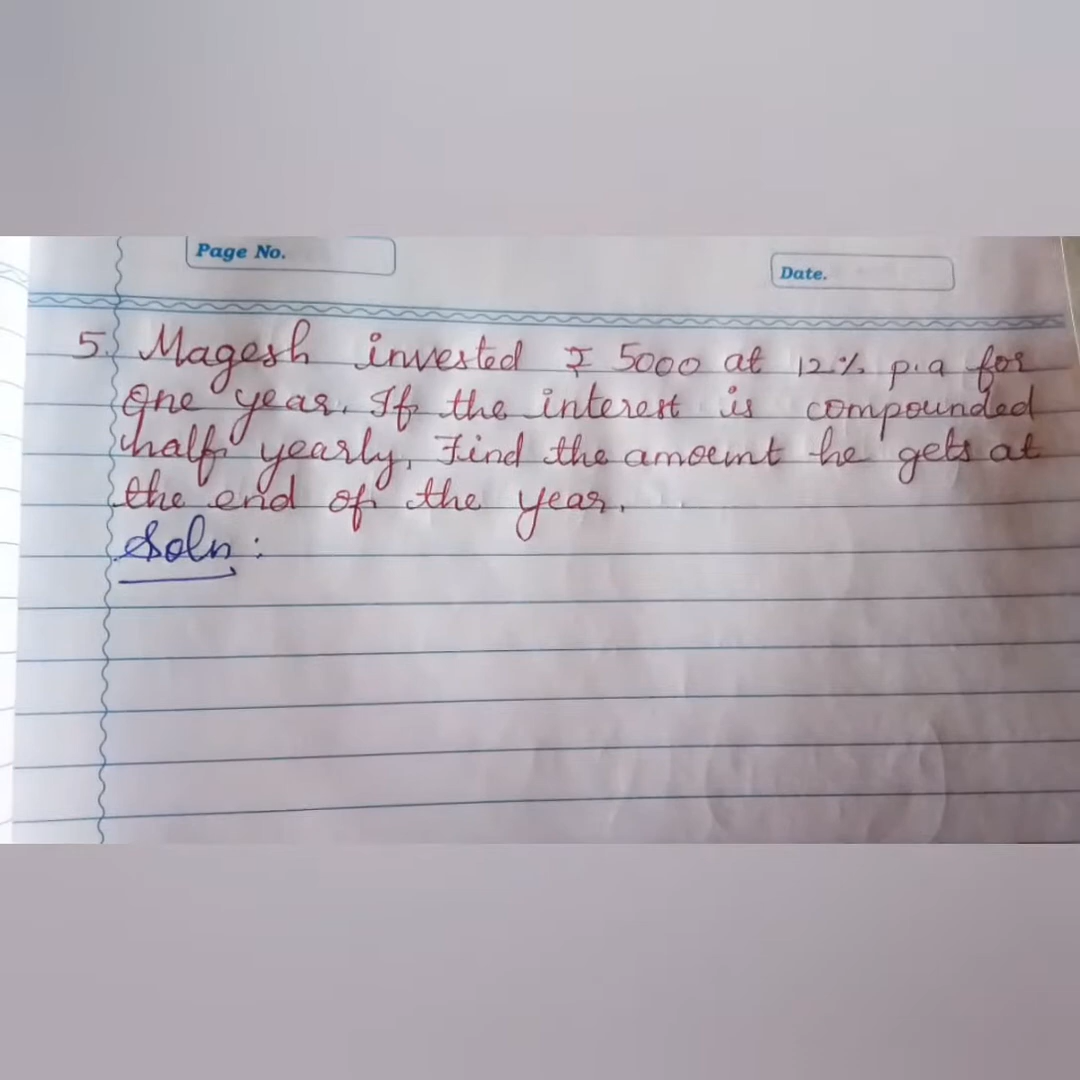 Page No.
Date.
5. Magesh invested ₹ 5000 at 12% p.a for
One year. If the interest is compounded
half yearly, Find the amount he gets at
the end of the year.
Soln :